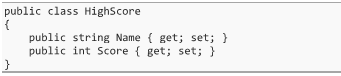 public class HighScore
{
    public string Name { get; set; }
    public int Score { get; set; }
}